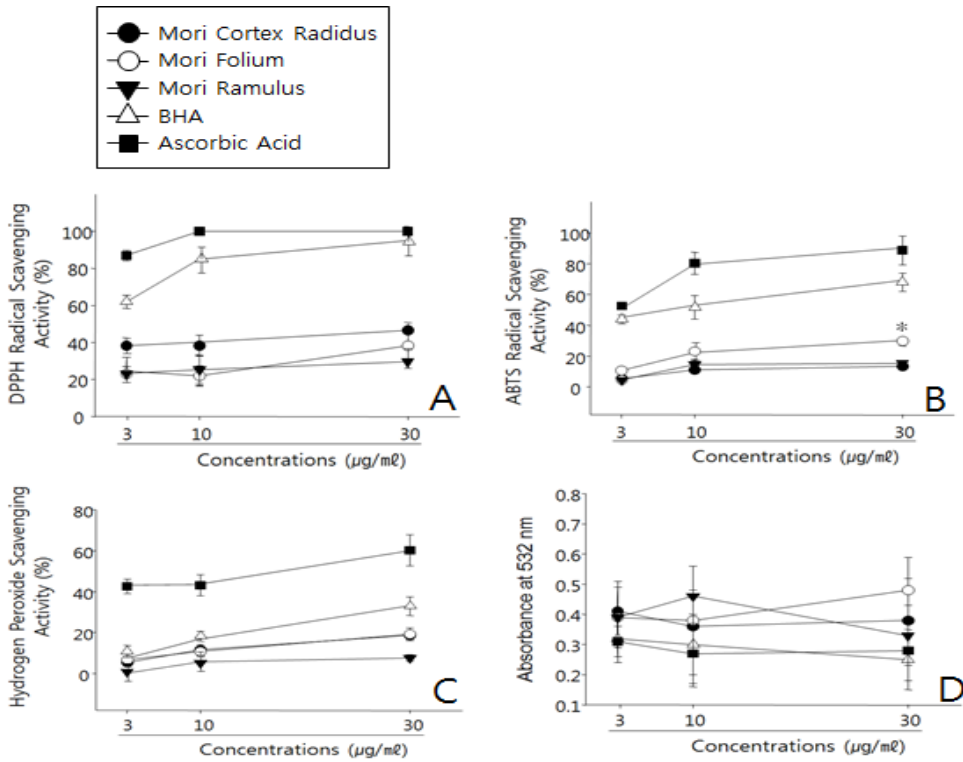 Mori Cortex Radidus
Mori Folium
Mori Ramulus
BHA
Ascorbic Acid
DPPH Radical Scavenging
Activity (%)
100
80
60
40
20
0
3 10 30
Concentrations (㎍/㎖)
A
ABTS Radical Scavenging
Activity (%)
100
80
60
40
20
0
*
3 10 30
Concentrations (㎍/㎖)
B
Hydrogen Peroxide Scavenging
Activity (%)
80
60
40
20
0
3 10 30
Concentrations (㎍/㎖)
C
Absorbance at 532 nm
0.8
0.7
0.6
0.5
0.4
0.3
0.2
0.1
3 10 30
Concentrations (㎍/㎖)
D